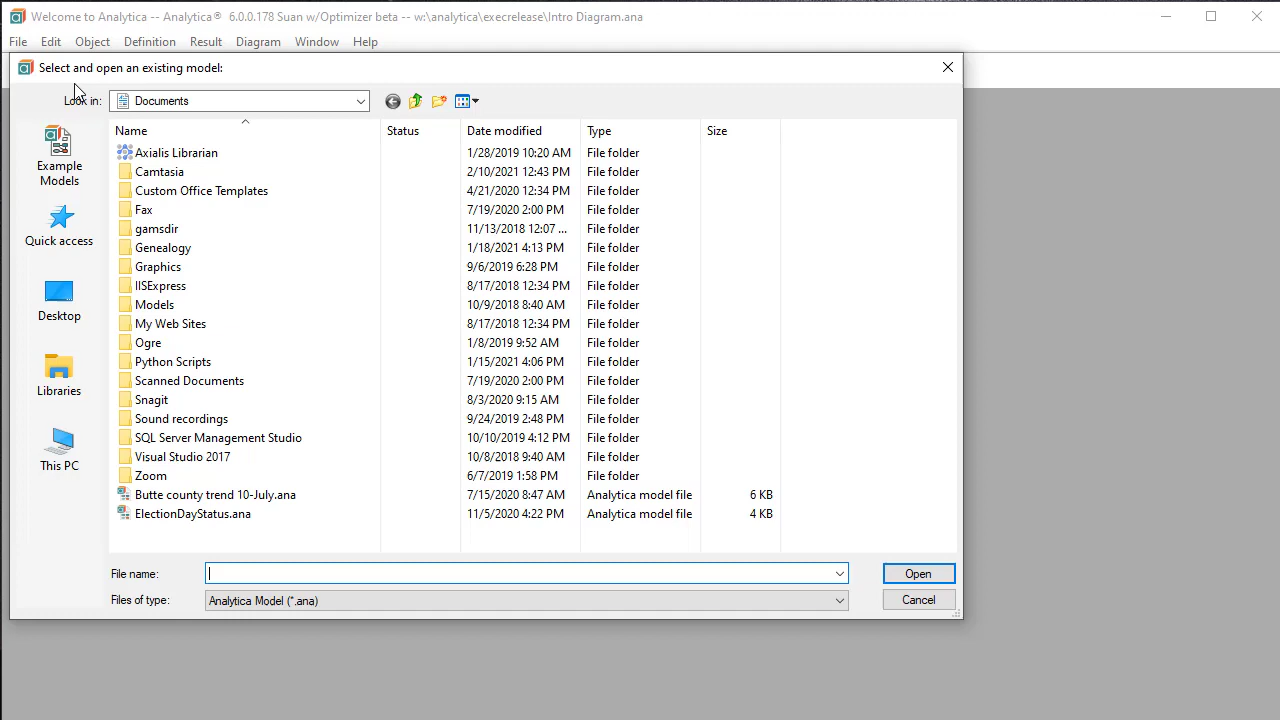 Welcome to Analytica -- Analytica® 6.0.0.178 Suan w/Optimizer beta -- w:\analytica\execrelease\Intro Diagram.ana
File Edit Object Definition Result Diagram Window Help
Select and open an existing model:
Look in: Documents
Name Status Date modified Type Size
Axialis Librarian 1/28/2019 10:20 AM File folder
Camtasia 2/10/2021 12:43 PM File folder
Custom Office Templates 4/21/2020 12:34 PM File folder
Fax 7/19/2020 2:00 PM File folder
gamsdir 11/13/2018 12:07 ... File folder
Genealogy 1/18/2021 4:13 PM File folder
Graphics 9/6/2019 6:28 PM File folder
IISExpress 8/17/2018 12:34 PM File folder
Models 10/9/2018 8:40 AM File folder
My Web Sites 8/17/2018 12:34 PM File folder
Ogre 1/8/2019 9:52 AM File folder
Python Scripts 1/15/2021 4:06 PM File folder
Scanned Documents 7/19/2020 2:00 PM File folder
Snagit 8/3/2020 9:15 AM File folder
Sound recordings 9/24/2019 2:48 PM File folder
SQL Server Management Studio 10/10/2019 4:12 PM File folder
Visual Studio 2017 10/8/2018 9:40 AM File folder
Zoom 6/7/2019 1:58 PM File folder
Butte county trend 10-July.ana 7/15/2020 8:47 AM Analytica model file 6 KB
ElectionDayStatus.ana 11/5/2020 4:22 PM Analytica model file 4 KB
Example
Models
Quick access
Desktop
Libraries
This PC
File name: Open
Files of type: Analytica Model (*.ana) Cancel